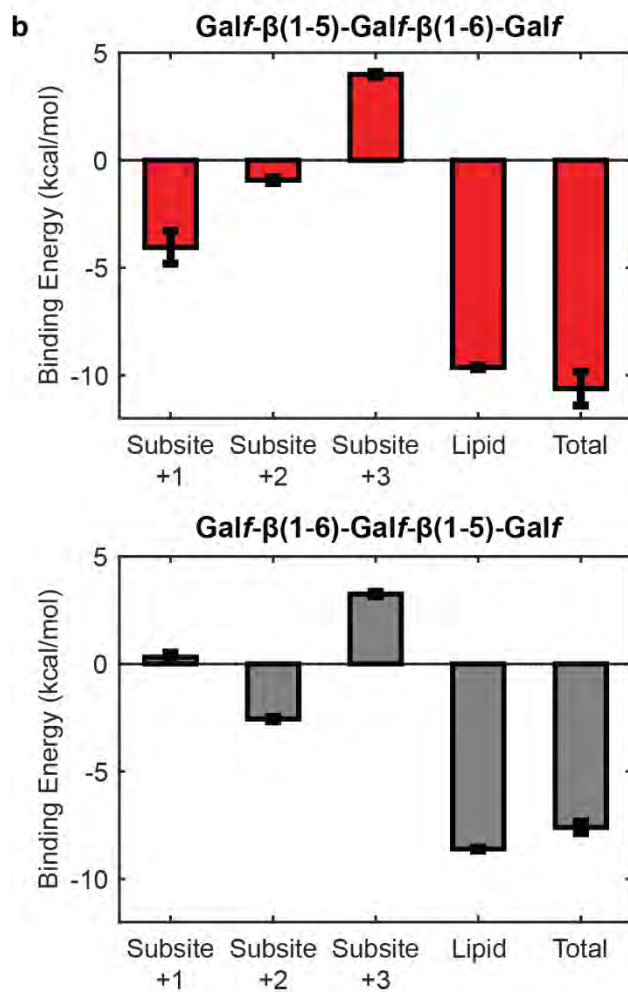 b
Galf-β(1-5)-Galf-β(1-6)-Galf
Binding Energy (kcal/mol)
5
0
-5
-10
Subsite +1
Subsite +2
Subsite +3
Lipid
Total
Galf-β(1-6)-Galf-β(1-5)-Galf
Binding Energy (kcal/mol)
5
0
-5
-10
Subsite +1
Subsite +2
Subsite +3
Lipid
Total